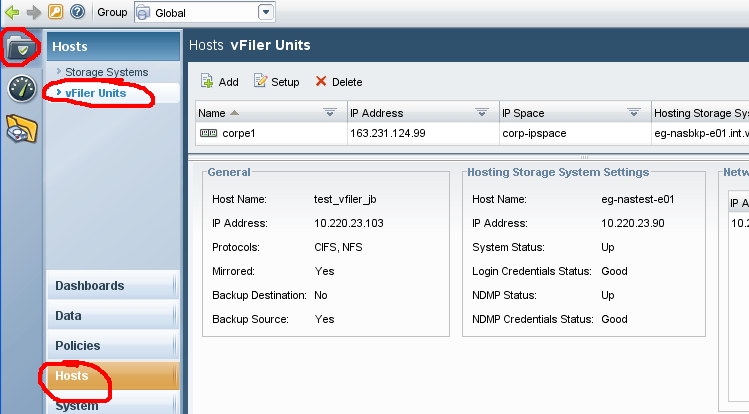 Group Global
Hosts
Storage Systems
vFiler Units
Dashboards
Data
Policies
Hosts
System
Hosts vFiler Units
Add Setup Delete
Name IP Address IP Space Hosting Storage Sy
corpe1 163.231.124.99 corp-ipspace eg-nasbkp-e01.int.v
General
Host Name: test_vfiler_jb
IP Address: 10.220.23.103
Protocols: CIFS, NFS
Mirrored: Yes
Backup Destination: No
Backup Source: Yes
Hosting Storage System Settings
Host Name: eg-nastest-e01
IP Address: 10.220.23.90
System Status: Up
Login Credentials Status: Good
NDMP Status: Up
NDMP Credentials Status: Good
Netw
IP A
10.2